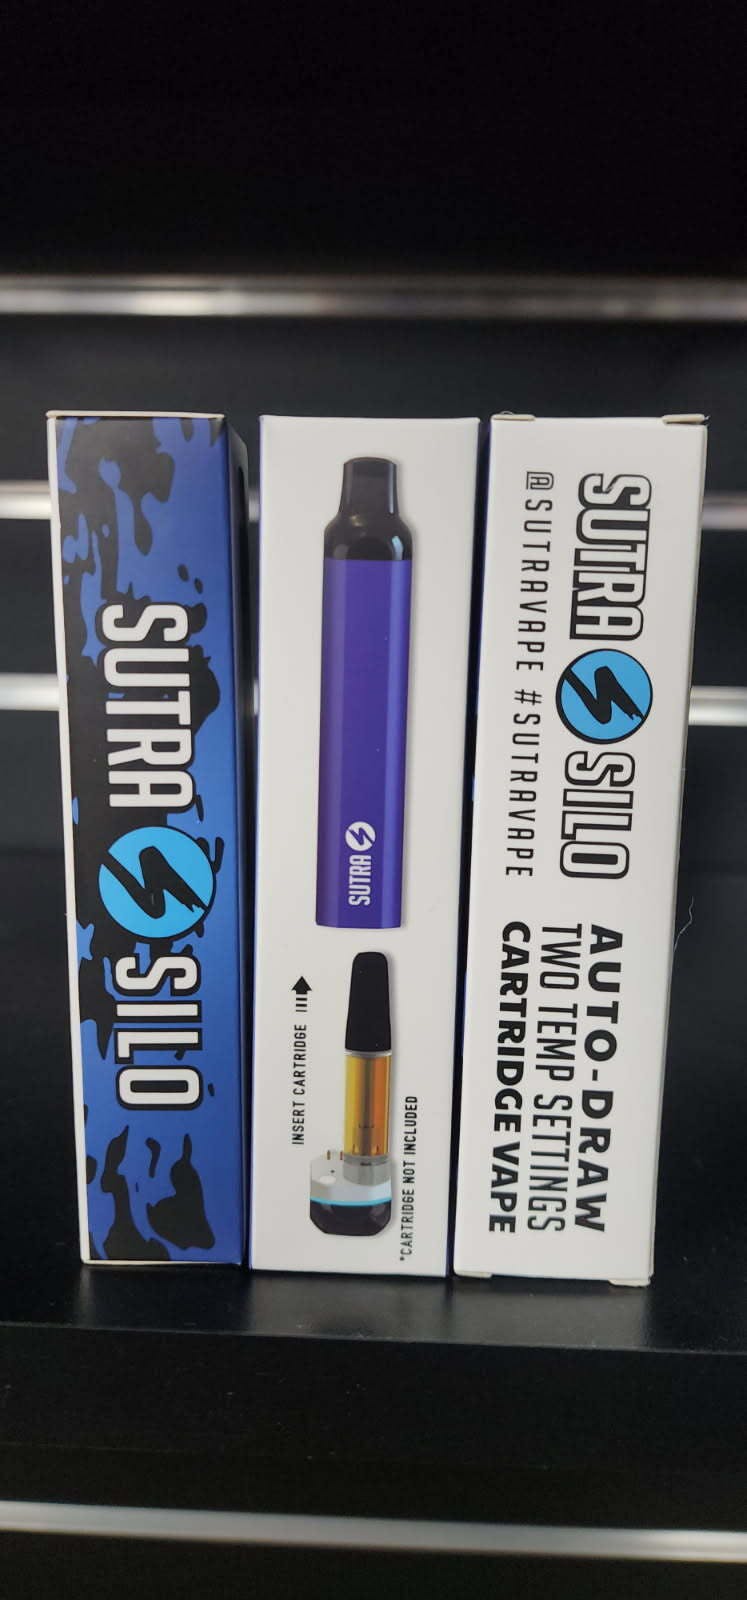 SUTRA SILO
SUTRA
INSERT CARTRIDGE
*CARTRIDGE NOT INCLUDED
SUTRA SILO
@SUTRAVAPE #SUTRAVAPE
AUTO-DRAW
TWO TEMP SETTINGS
CARTRIDGE VAPE